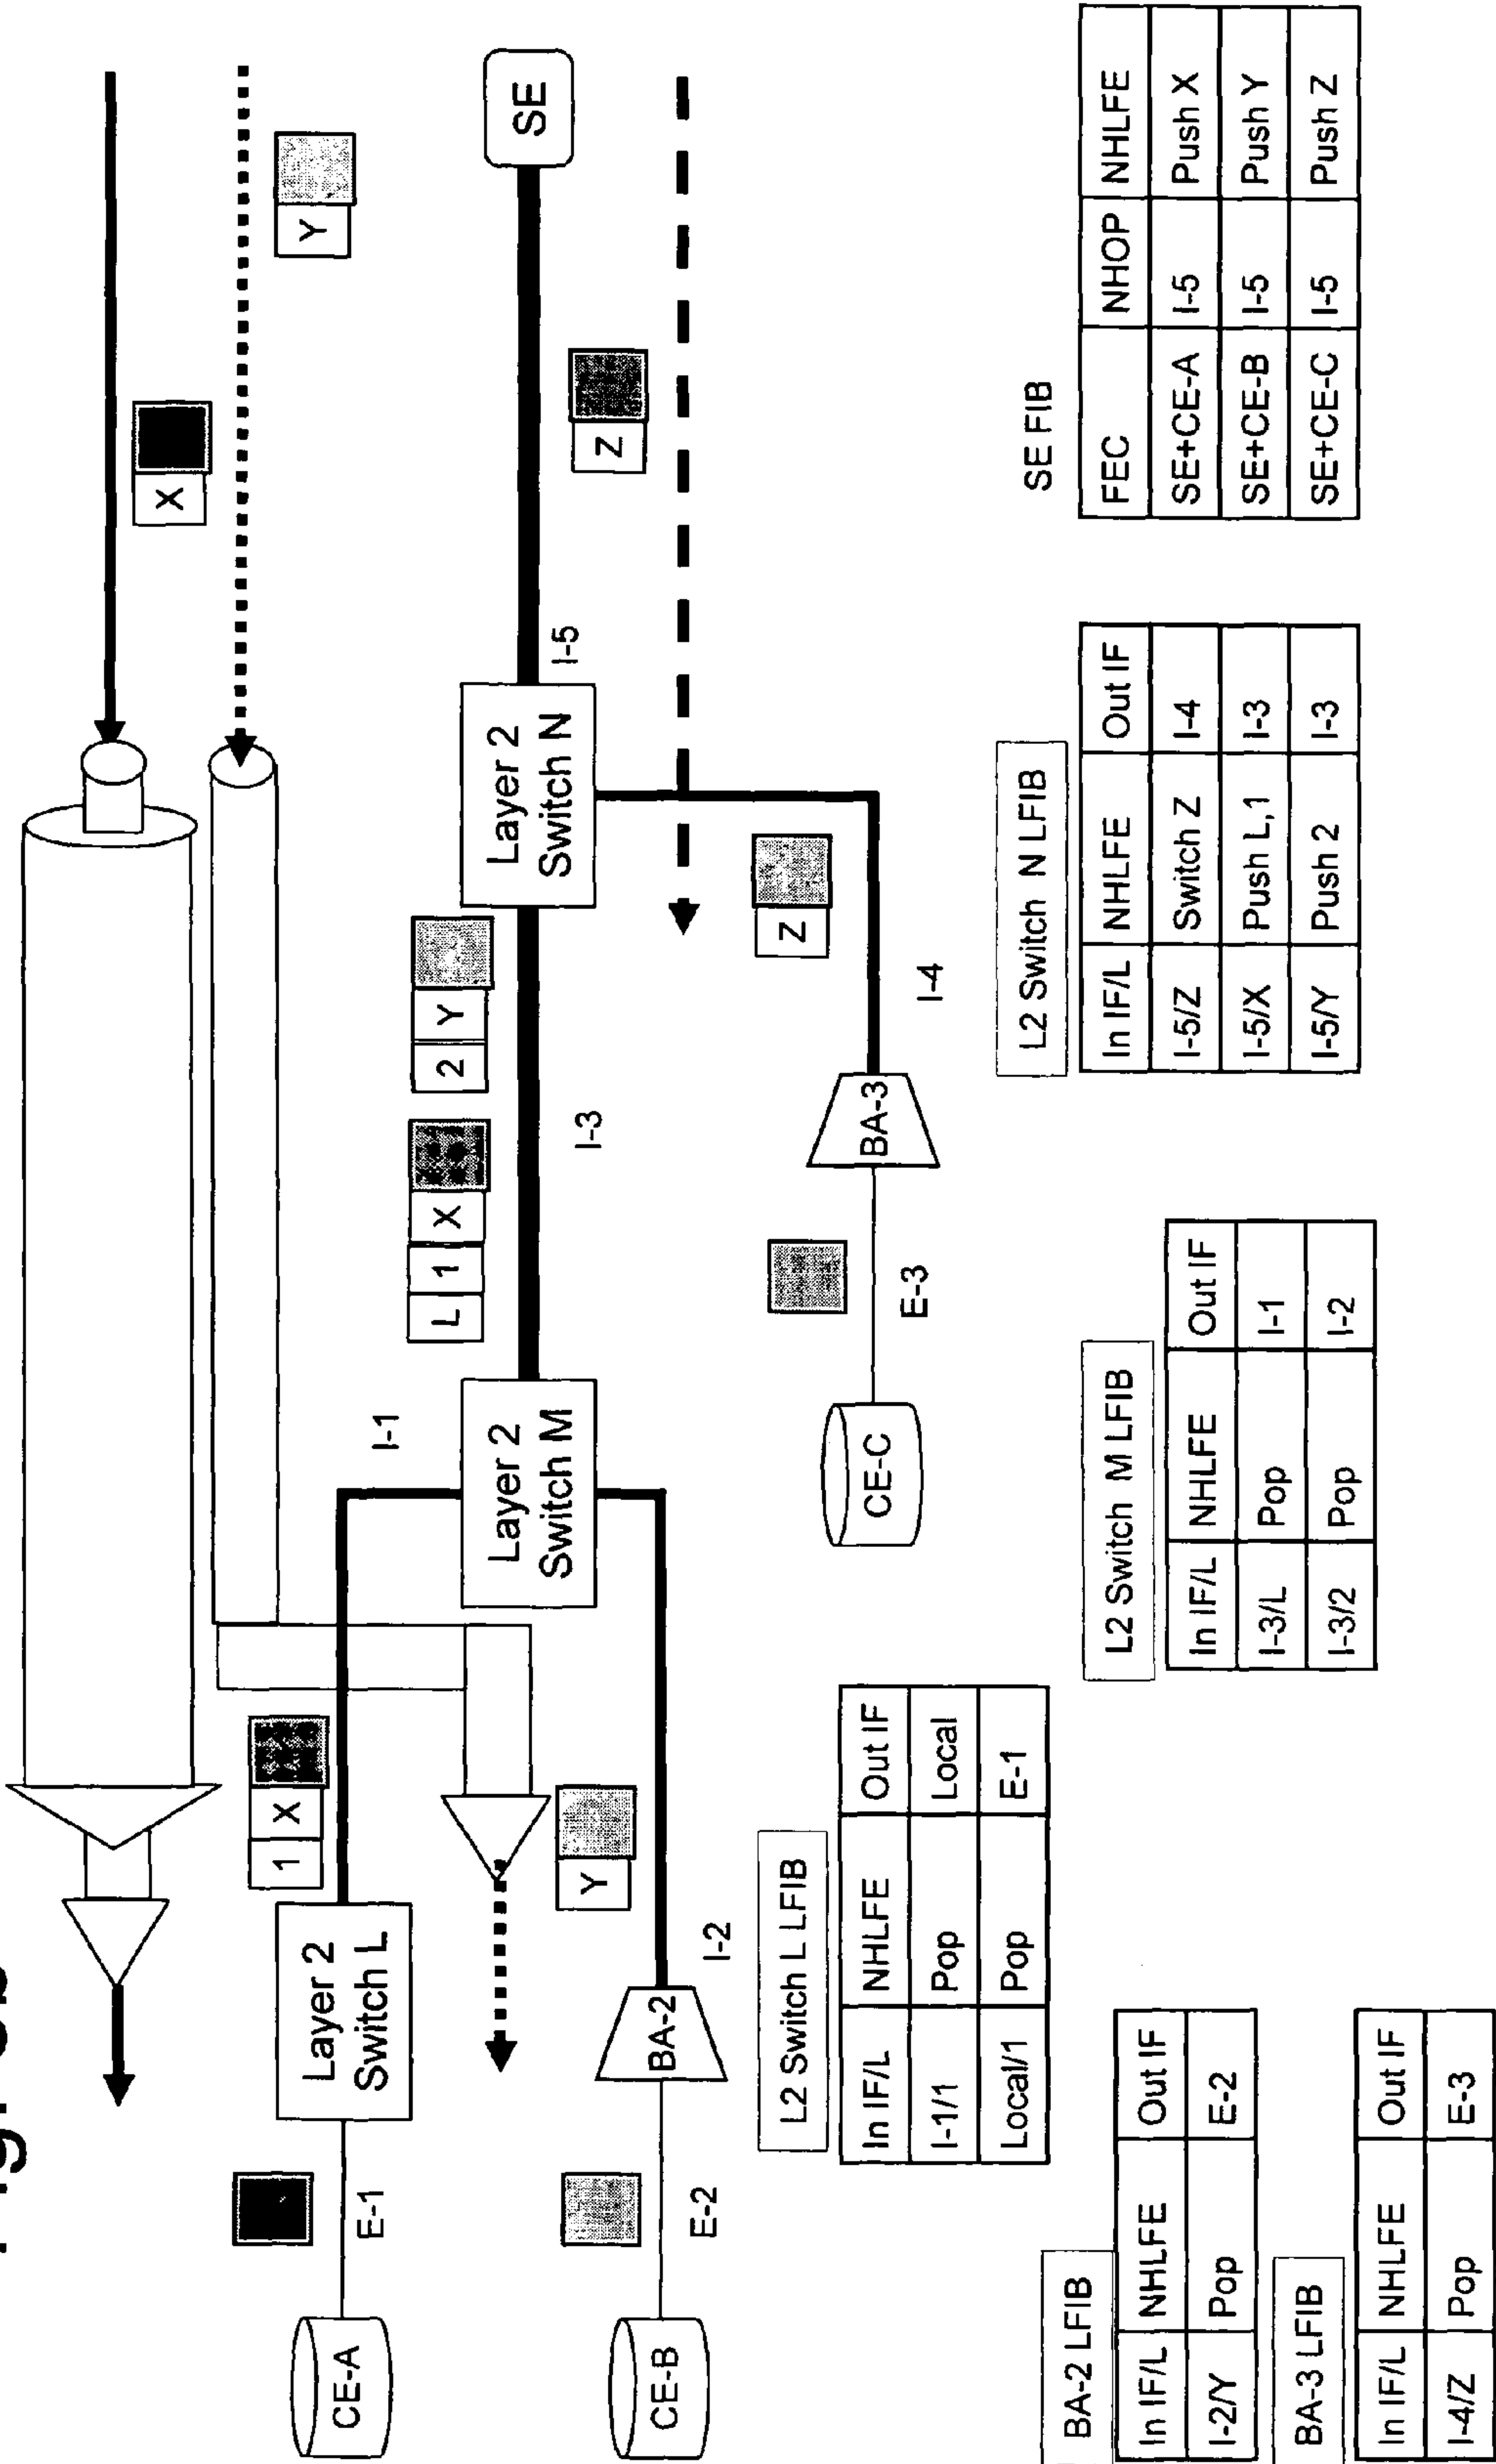 X
Y
1 X
L 1 X
2 Y
CE-A
E-1
Layer 2
Switch L
I-1
Layer 2
Switch M
I-3
Layer 2
Switch N
I-5
SE
Z
Y
CE-B
E-2
BA-2
I-2
Z
CE-C
E-3
BA-3
I-4
L2 Switch L LFIB
In IF/L NHLFE Out IF
I-1/1 Pop Local
Local/1 Pop E-1
BA-2 LFIB
In IF/L NHLFE Out IF
I-2/Y Pop E-2
BA-3 LFIB
In IF/L NHLFE Out IF
I-4/Z Pop E-3
L2 Switch M LFIB
In IF/L NHLFE Out IF
I-3/L Pop I-1
I-3/2 Pop I-2
L2 Switch N LFIB
In IF/L NHLFE Out IF
I-5/Z Switch Z I-4
I-5/X Push L,1 I-3
I-5/Y Push 2 I-3
SE FIB
FEC NHOP NHLFE
SE+CE-A I-5 Push X
SE+CE-B I-5 Push Y
SE+CE-C I-5 Push Z